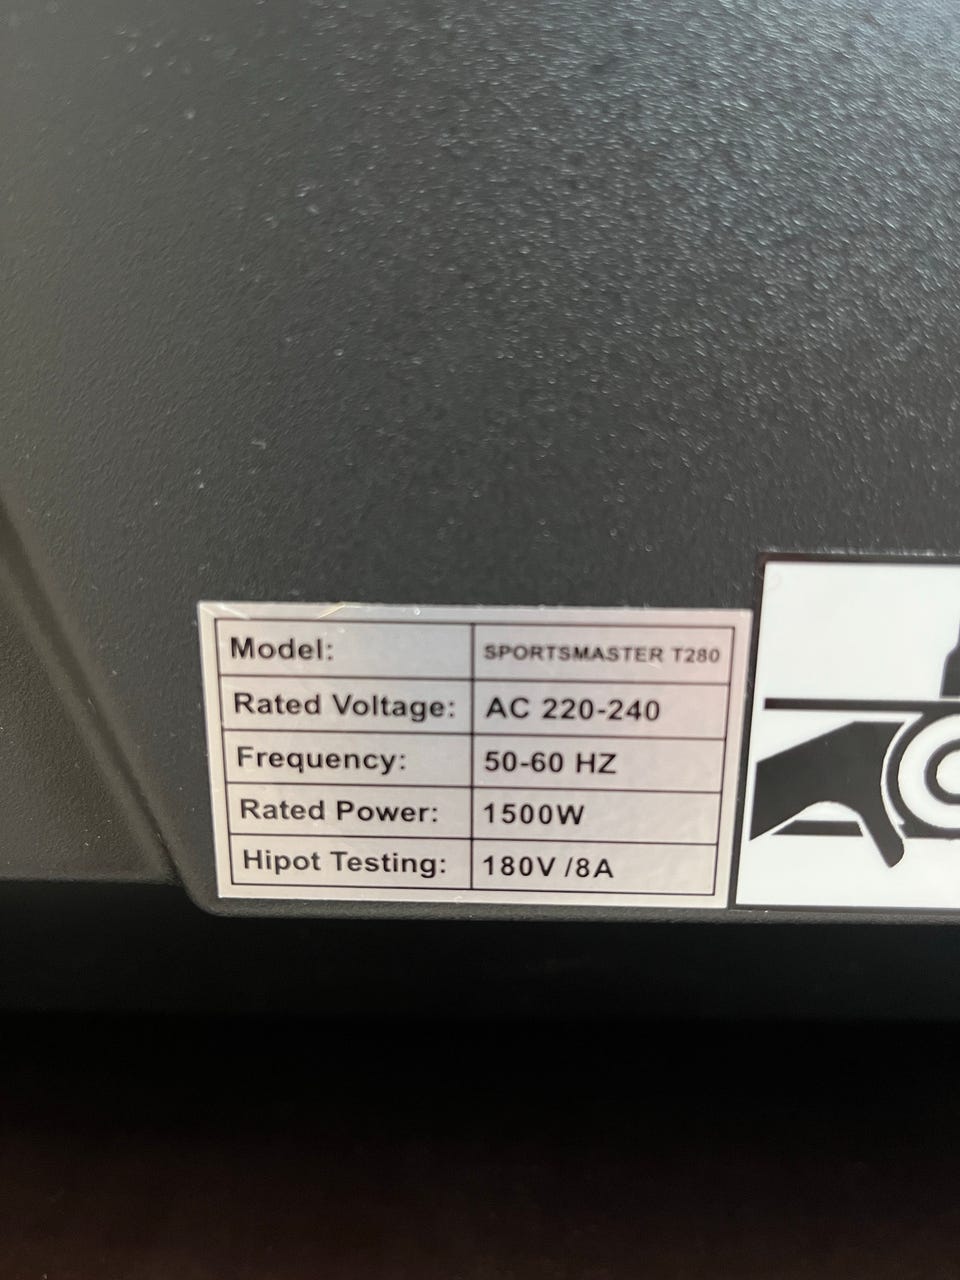 Model: SPORTSMASTER T280
Rated Voltage: AC 220-240
Frequency: 50-60 HZ
Rated Power: 1500W
Hipot Testing: 180V /8A